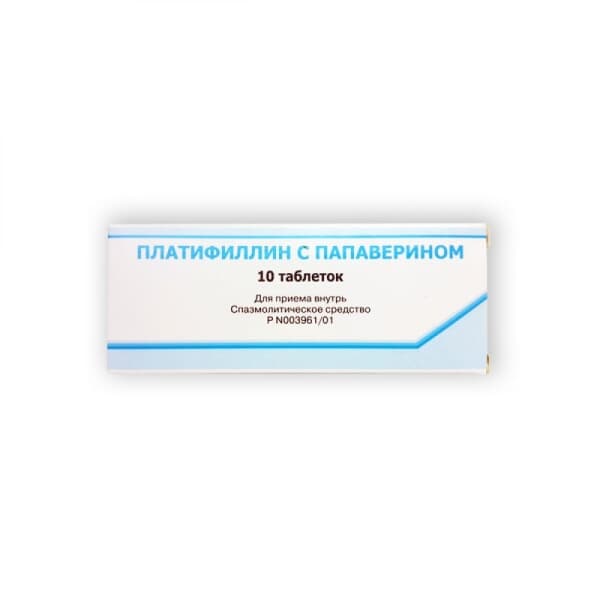 ПЛАТИФИЛЛИН С ПАПАВЕРИНОМ
10 таблеток
Для приема внутрь
Спазмолитическое средство
Р N003961/01